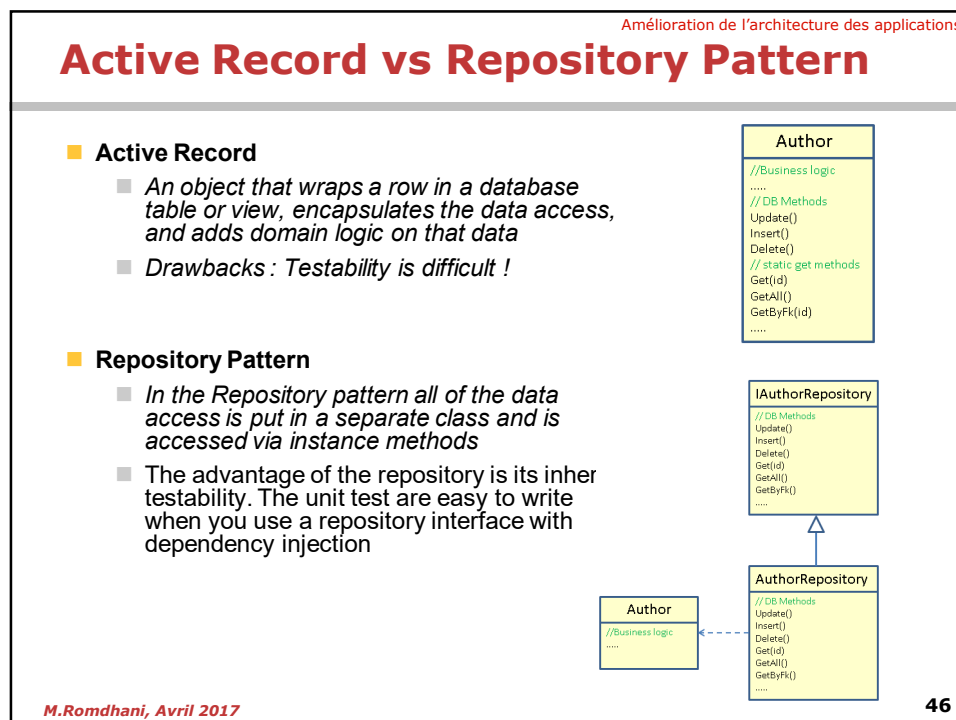 Amélioration de l'architecture des applications
Active Record vs Repository Pattern
Active Record
An object that wraps a row in a database
table or view, encapsulates the data access,
and adds domain logic on that data
Drawbacks : Testability is difficult !
Repository Pattern
In the Repository pattern all of the data
access is put in a separate class and is
accessed via instance methods
The advantage of the repository is its inher
testability. The unit test are easy to write
when you use a repository interface with
dependency injection
Author
//Business logic
.....
// DB Methods
Update()
Insert()
Delete()
// static get methods
Get(id)
GetAll()
GetByFk(id)
.....
IAuthorRepository
// DB Methods
Update()
Insert()
Delete()
Get(id)
GetAll()
GetByFk()
.....
AuthorRepository
// DB Methods
Update()
Insert()
Delete()
Get(id)
GetAll()
GetByFk()
.....
Author
//Business logic
.....
M.Romdhani, Avril 2017
46